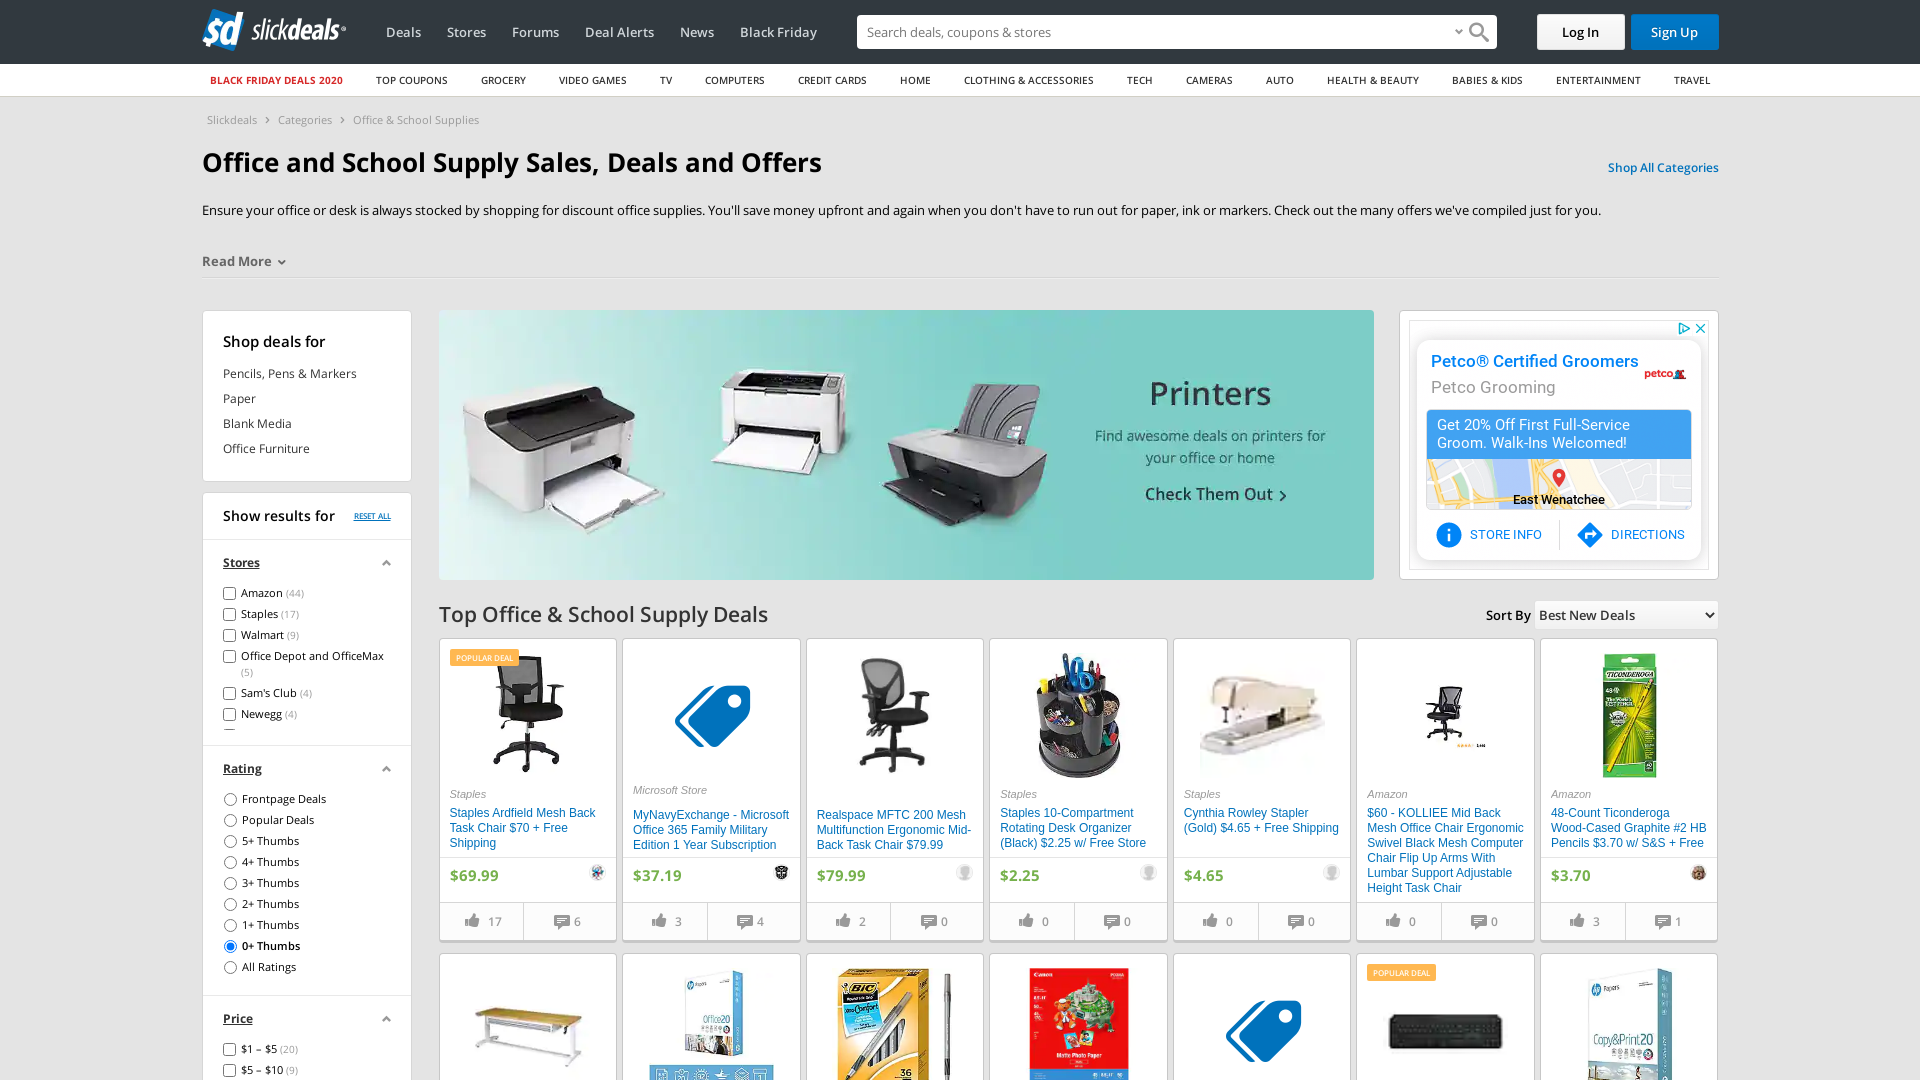 slickdeals
Deals
Stores
Forums
Deal Alerts
News
Black Friday
Search deals, coupons & stores
Log In
Sign Up
BLACK FRIDAY DEALS 2020
TOP COUPONS
GROCERY
VIDEO GAMES
TV
COMPUTERS
CREDIT CARDS
HOME
CLOTHING & ACCESSORIES
TECH
CAMERAS
AUTO
HEALTH & BEAUTY
BABIES & KIDS
ENTERTAINMENT
TRAVEL
Slickdeals > Categories > Office & School Supplies
Office and School Supply Sales, Deals and Offers
Shop All Categories
Ensure your office or desk is always stocked by shopping for discount office supplies. You'll save money upfront and again when you don't have to run out for paper, ink or markers. Check out the many offers we've compiled just for you.
Read More
Shop deals for
Pencils, Pens & Markers
Paper
Blank Media
Office Furniture
Show results for
RESET ALL
Stores
Amazon (44)
Staples (17)
Walmart (9)
Office Depot and OfficeMax
(5)
Sam's Club (4)
Newegg (4)
Rating
Frontpage Deals
Popular Deals
5+ Thumbs
4+ Thumbs
3+ Thumbs
2+ Thumbs
1+ Thumbs
0+ Thumbs
All Ratings
Price
$1 – $5 (20)
$5 – $10 (9)
Printers
Find awesome deals on printers for
your office or home
Check Them Out >
Petco® Certified Groomers
Petco Grooming
petco
Get 20% Off First Full-Service
Groom. Walk-Ins Welcomed!
East Wenatchee
STORE INFO
DIRECTIONS
Top Office & School Supply Deals
Sort By
Best New Deals
POPULAR DEAL
Staples
Staples Ardfield Mesh Back
Task Chair $70 + Free
Shipping
$69.99
17
6
Microsoft Store
MyNavyExchange - Microsoft
Office 365 Family Military
Edition 1 Year Subscription
$37.19
3
4
Realspace MFTC 200 Mesh
Multifunction Ergonomic Mid-
Back Task Chair $79.99
$79.99
2
0
Staples
Staples 10-Compartment
Rotating Desk Organizer
(Black) $2.25 w/ Free Store
$2.25
0
0
Staples
Cynthia Rowley Stapler
(Gold) $4.65 + Free Shipping
$4.65
0
0
Amazon
$60 - KOLLIEE Mid Back
Mesh Office Chair Ergonomic
Swivel Black Mesh Computer
Chair Flip Up Arms With
Lumbar Support Adjustable
Height Task Chair
0
0
TICONDEROGA
48
Amazon
48-Count Ticonderoga
Wood-Cased Graphite #2 HB
Pencils $3.70 w/ S&S + Free
$3.70
3
1
hp Papers
Office20
BIC
36
Canon
Matte Photo Paper
POPULAR DEAL
hp Papers
Copy&Print20